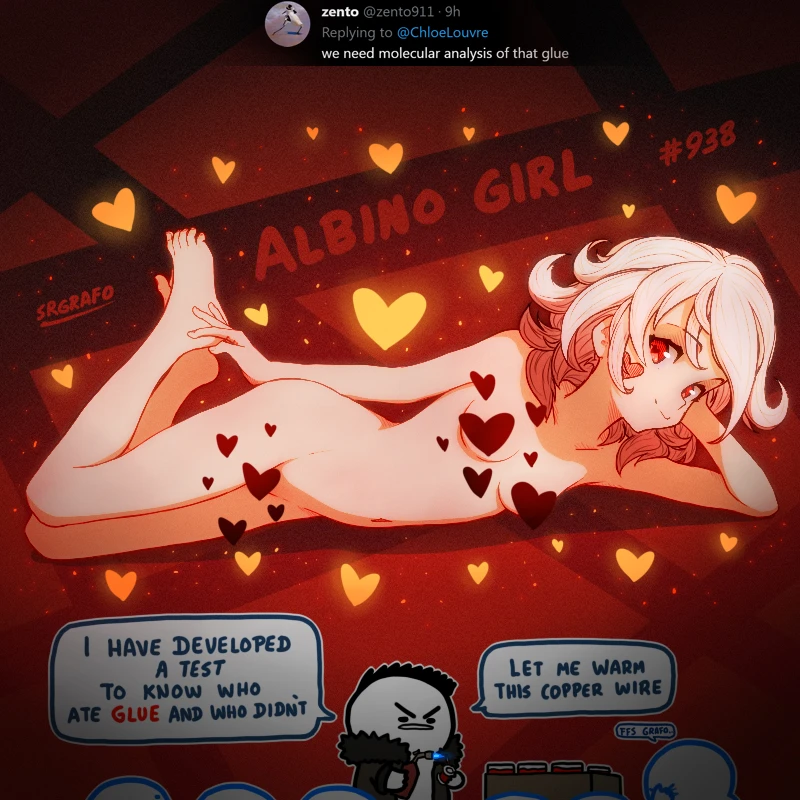 zento @zento911 · 9h
Replying to @ChloeLouvre
we need molecular analysis of that glue
#938
ALBINO GIRL
SRGRAFO
I HAVE DEVELOPED
A TEST
TO KNOW WHO
ATE GLUE AND WHO DIDN'T
LET ME WARM
THIS COPPER WIRE
FFS GRAFO..